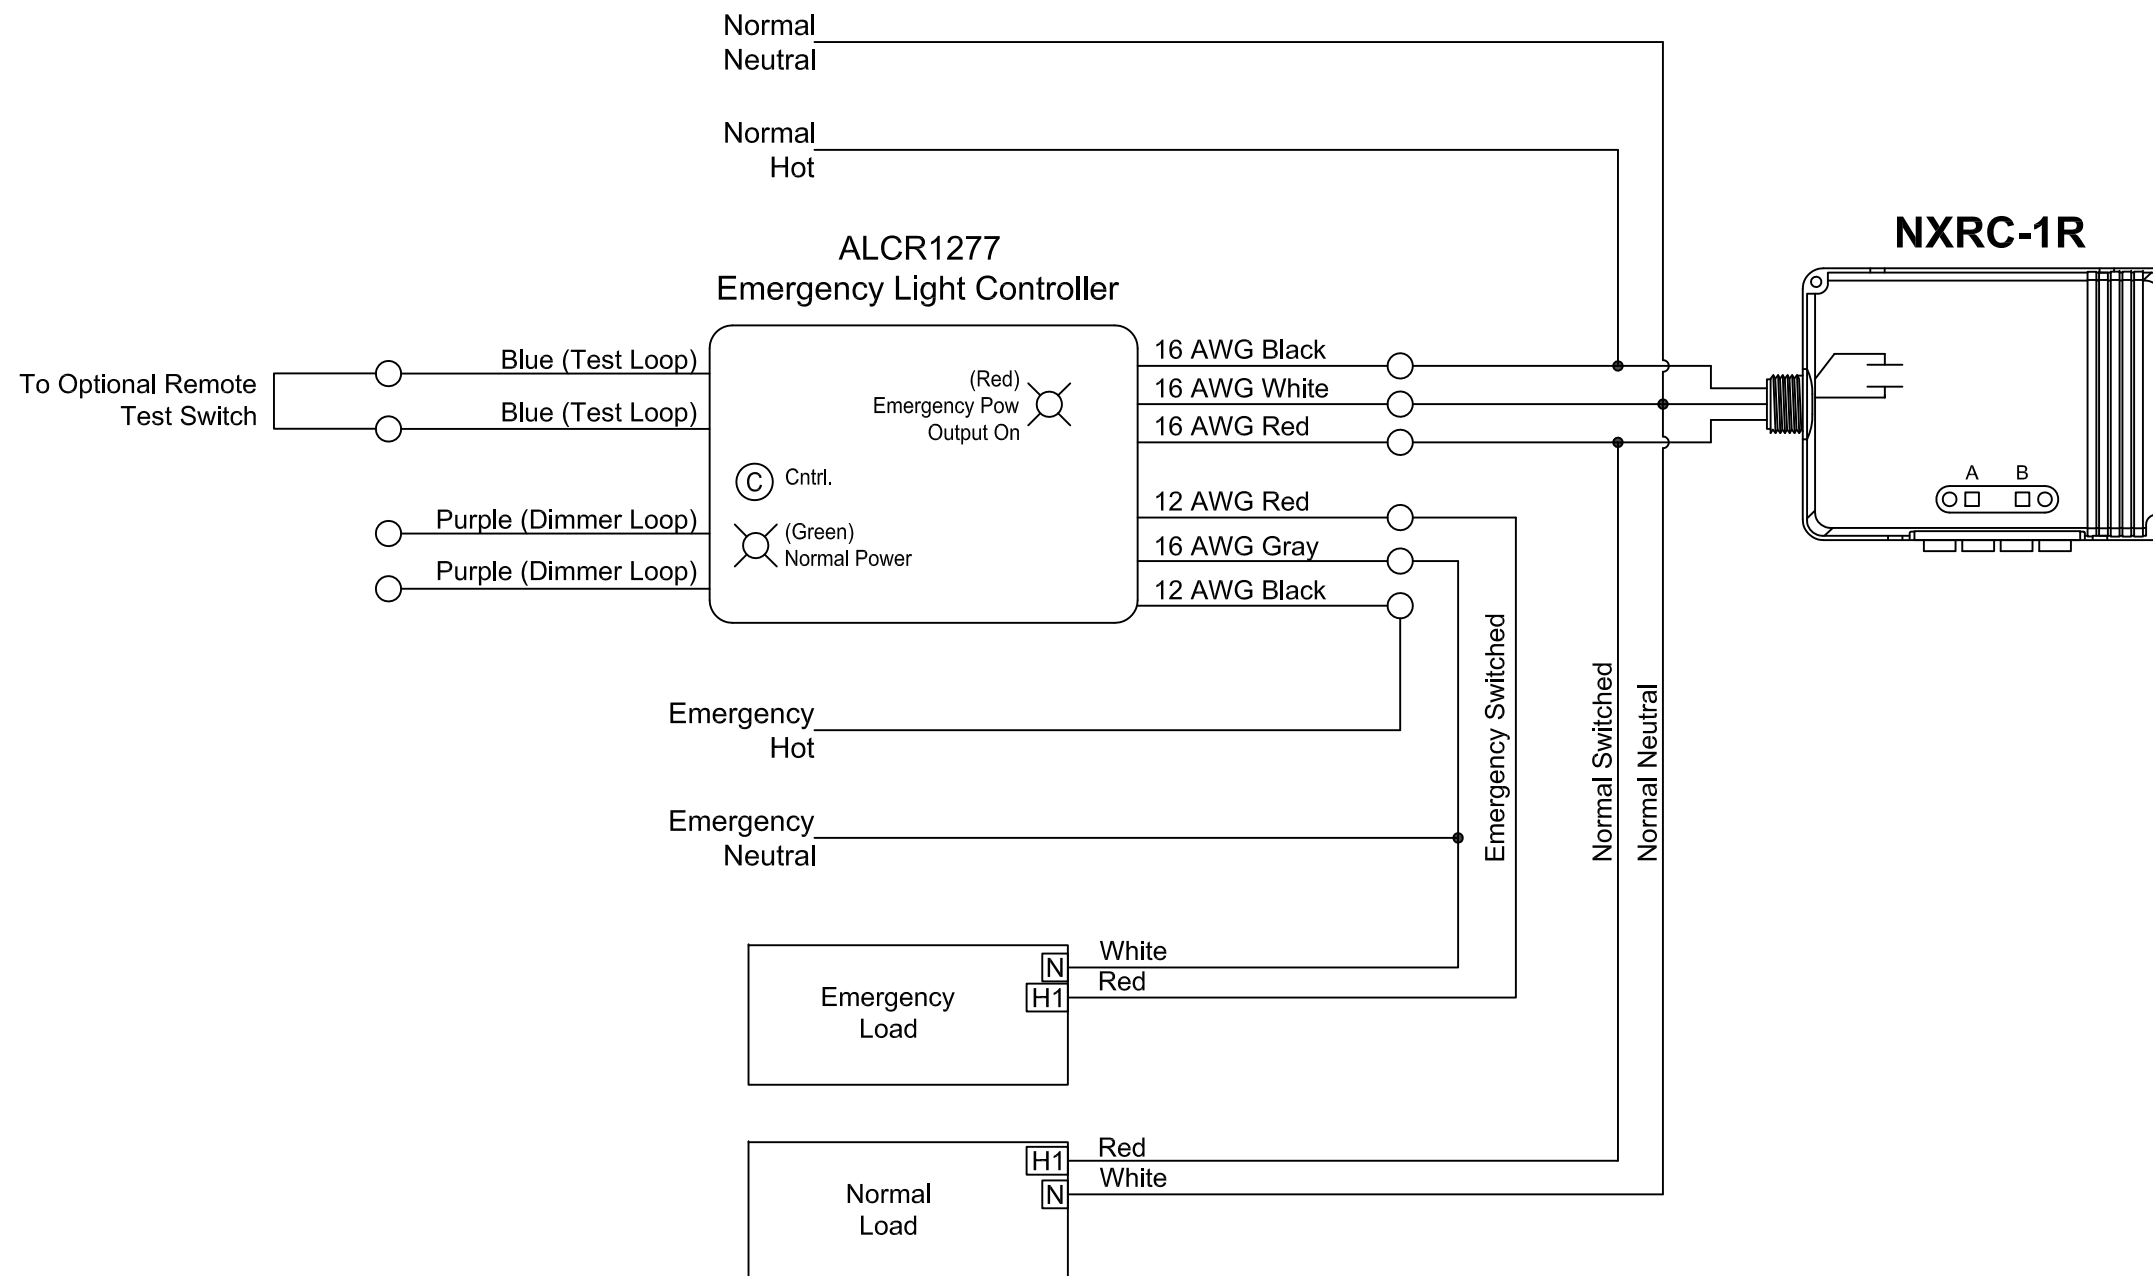 Normal
Neutral
Normal
Hot
NXRC-1R
ALCR1277
Emergency Light Controller
To Optional Remote
Test Switch
Blue (Test Loop)
Blue (Test Loop)
Purple (Dimmer Loop)
Purple (Dimmer Loop)
(Red)
Emergency Pow
Output On
C Cntrl.
(Green)
Normal Power
16 AWG Black
16 AWG White
16 AWG Red
12 AWG Red
16 AWG Gray
12 AWG Black
A B
Emergency Switched
Normal Switched
Normal Neutral
Emergency
Hot
Emergency
Neutral
Emergency
Load
N White
H1 Red
Normal
Load
H1 Red
N White